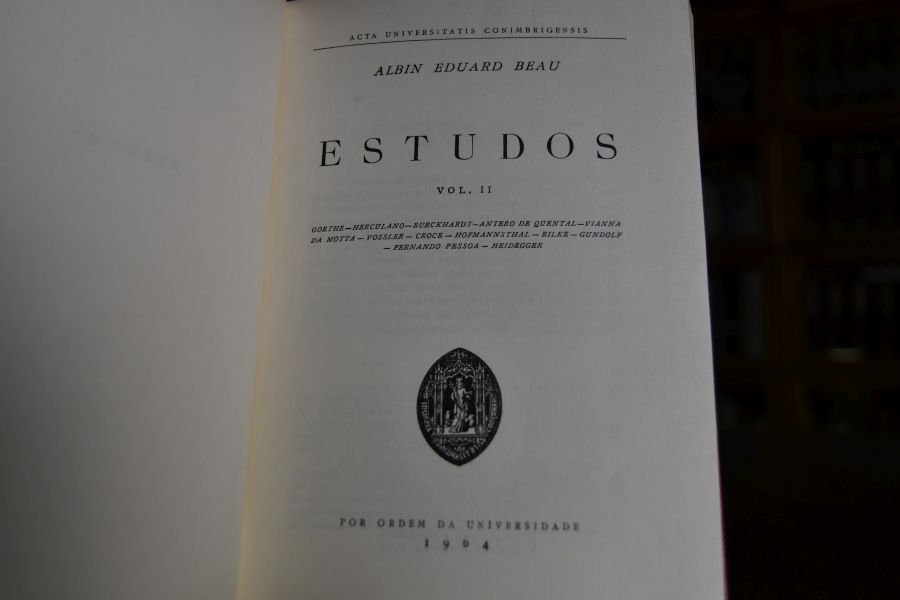 ACTA UNIVERSITATIS CONIMBRIGENSIS
ALBIN EDUARD BEAU
ESTUDOS
VOL. II
GOETHE—HERCULANO—BURCKHARDT—ANTERO DE QUENTAL—VIANNA
DA MOTTA — VOSSLER — CROCE — HOFMANNSTHAL — RILKE — GUNDOLF
— FERNANDO PESSOA — HEIDEGGER
POR ORDEM DA UNIVERSIDADE
1964